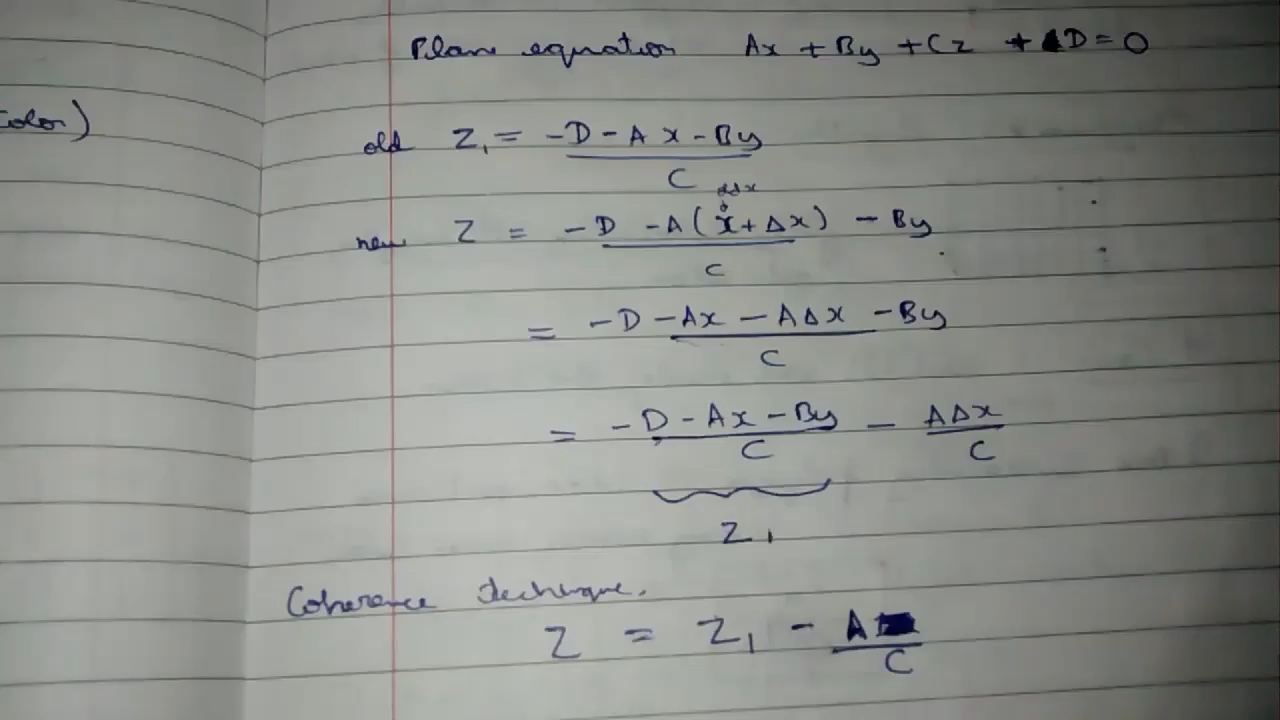 Plane equation Ax + By + Cz + D = 0
Color)
old Z₁ = -D - Ax - By / C
new Z = -D - A(x + Δx) - By / C
= -D - Ax - AΔx - By / C
= -D - Ax - By / C - AΔx / C
Z₁
Coherence technique.
Z = Z₁ - A / C